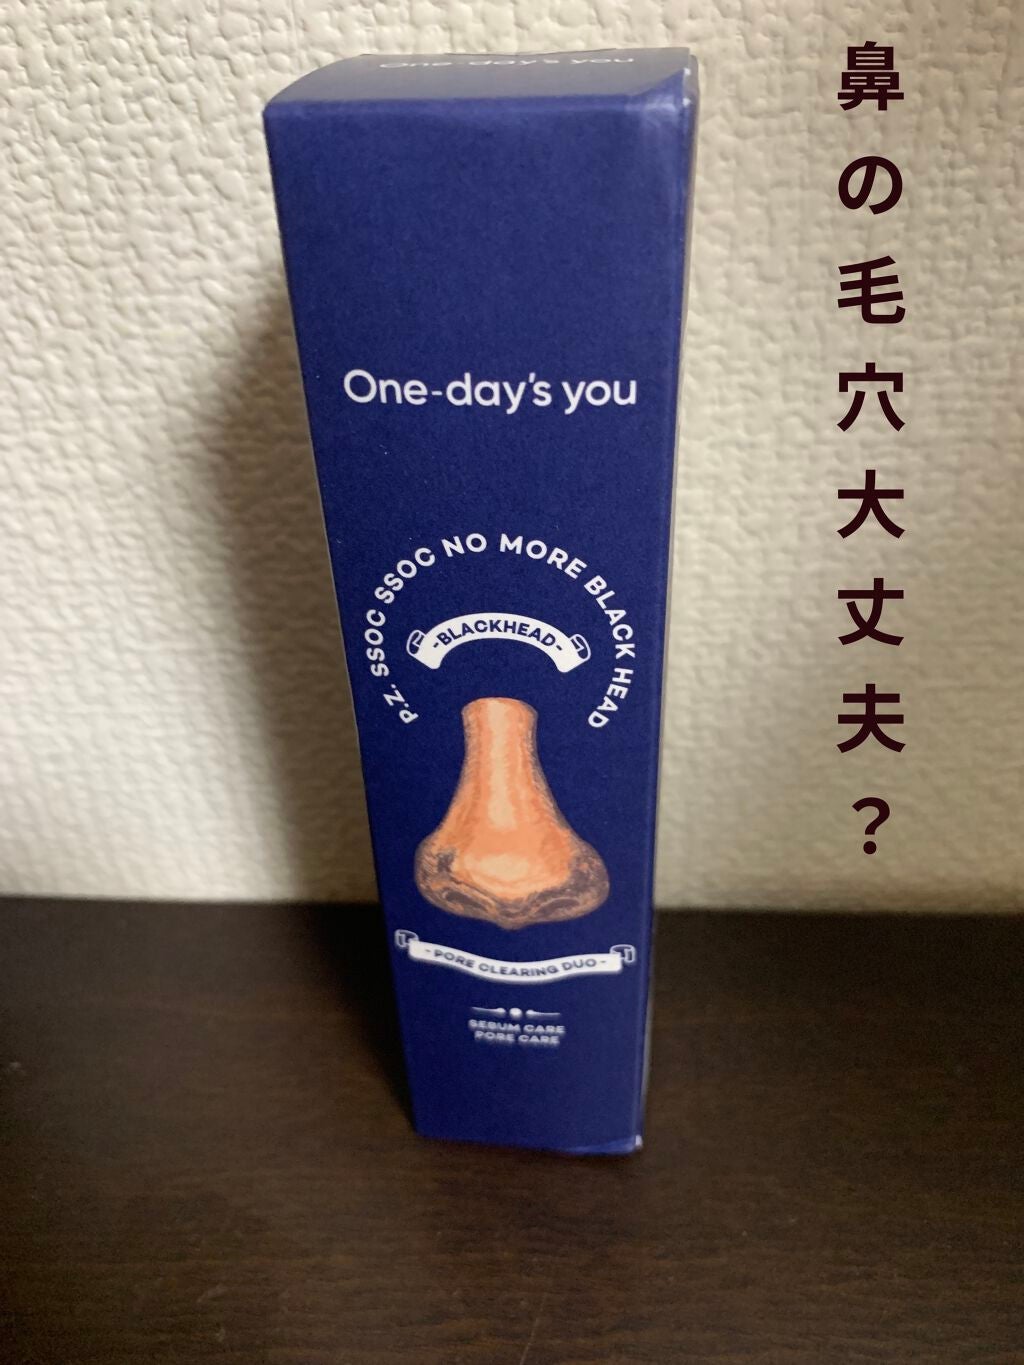 One-day's you
One-day's you
P.Z. SSOC SSOC NO MORE BLACK HEAD
-BLACKHEAD-
- PORE CLEARING DUO -
SEBUM CARE
PORE CARE
鼻の毛穴大丈夫？